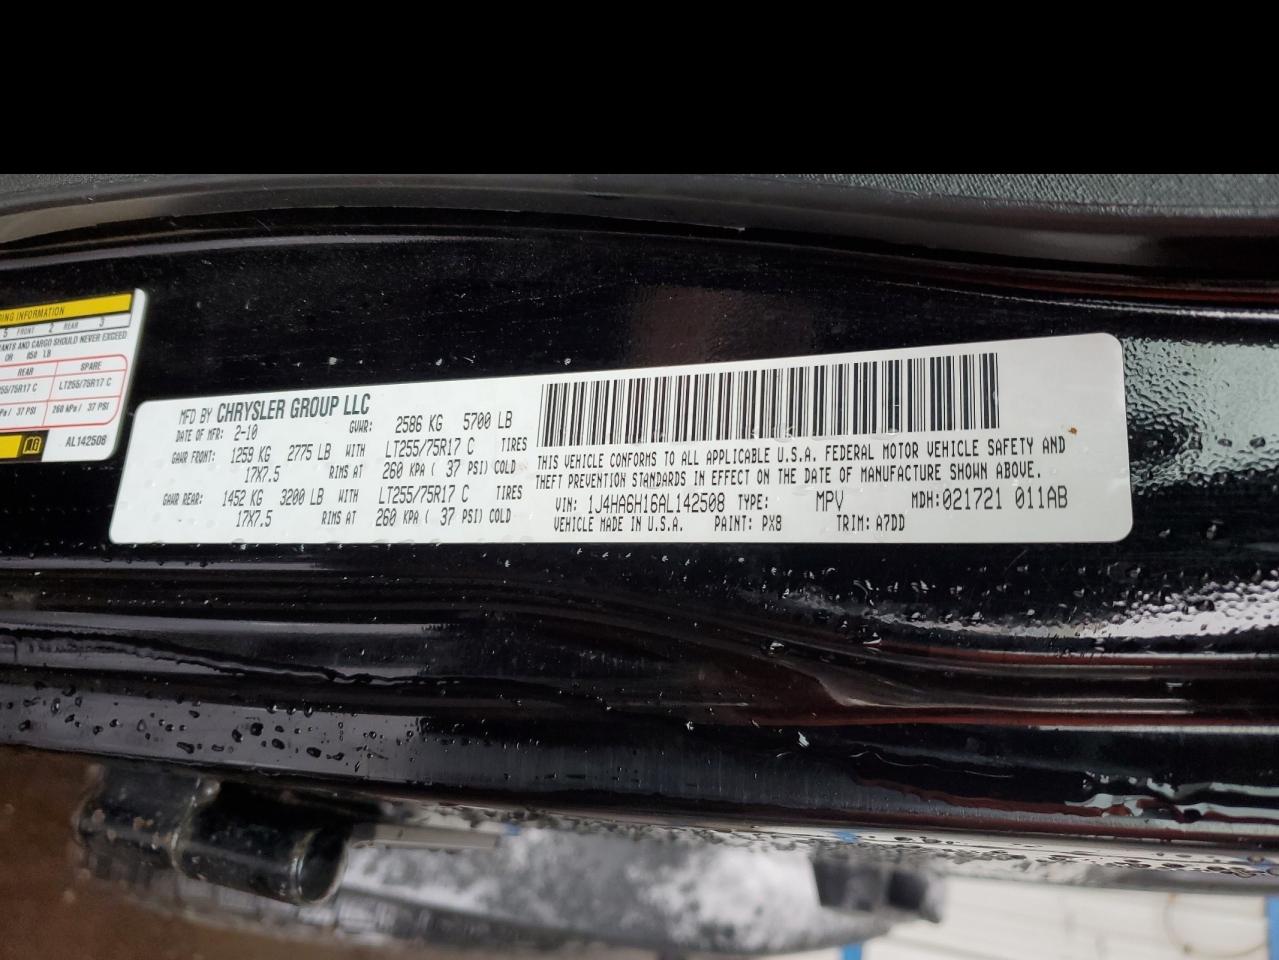 ING INFORMATION
5 FRONT 2 REAR 3
ANTS AND CARGO SHOULD NEVER EXCEED
OR 850 LB
REAR SPARE
255/75R17 C LT255/75R17 C
kPa / 37 PSI 260 kPa / 37 PSI
AL142508
MFD BY CHRYSLER GROUP LLC
DATE OF MFR: 2-10 GVWR: 2586 KG 5700 LB
GAWR FRONT: 1259 KG 2775 LB WITH LT255/75R17 C TIRES
17X7.5 RIMS AT 260 KPA ( 37 PSI) COLD
GAWR REAR: 1452 KG 3200 LB WITH LT255/75R17 C TIRES
17X7.5 RIMS AT 260 KPA ( 37 PSI) COLD
THIS VEHICLE CONFORMS TO ALL APPLICABLE U.S.A. FEDERAL MOTOR VEHICLE SAFETY AND
THEFT PREVENTION STANDARDS IN EFFECT ON THE DATE OF MANUFACTURE SHOWN ABOVE.
VIN: 1J4HA6H16AL142508 TYPE: MPV MDH:021721 011AB
VEHICLE MADE IN U.S.A. PAINT: PX8 TRIM: A7DD